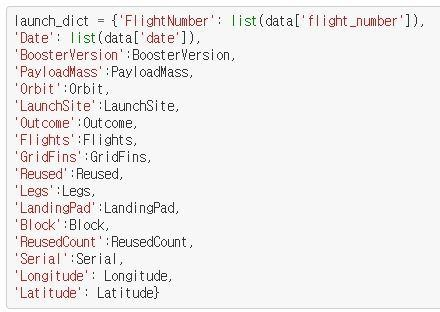 launch_dict = {'FlightNumber': list(data['flight_number']),
'Date': list(data['date']),
'BoosterVersion':BoosterVersion,
'PayloadMass':PayloadMass,
'Orbit':Orbit,
'LaunchSite':LaunchSite,
'Outcome':Outcome,
'Flights':Flights,
'GridFins':GridFins,
'Reused':Reused,
'Legs':Legs,
'LandingPad':LandingPad,
'Block':Block,
'ReusedCount':ReusedCount,
'Serial':Serial,
'Longitude': Longitude,
'Latitude': Latitude}